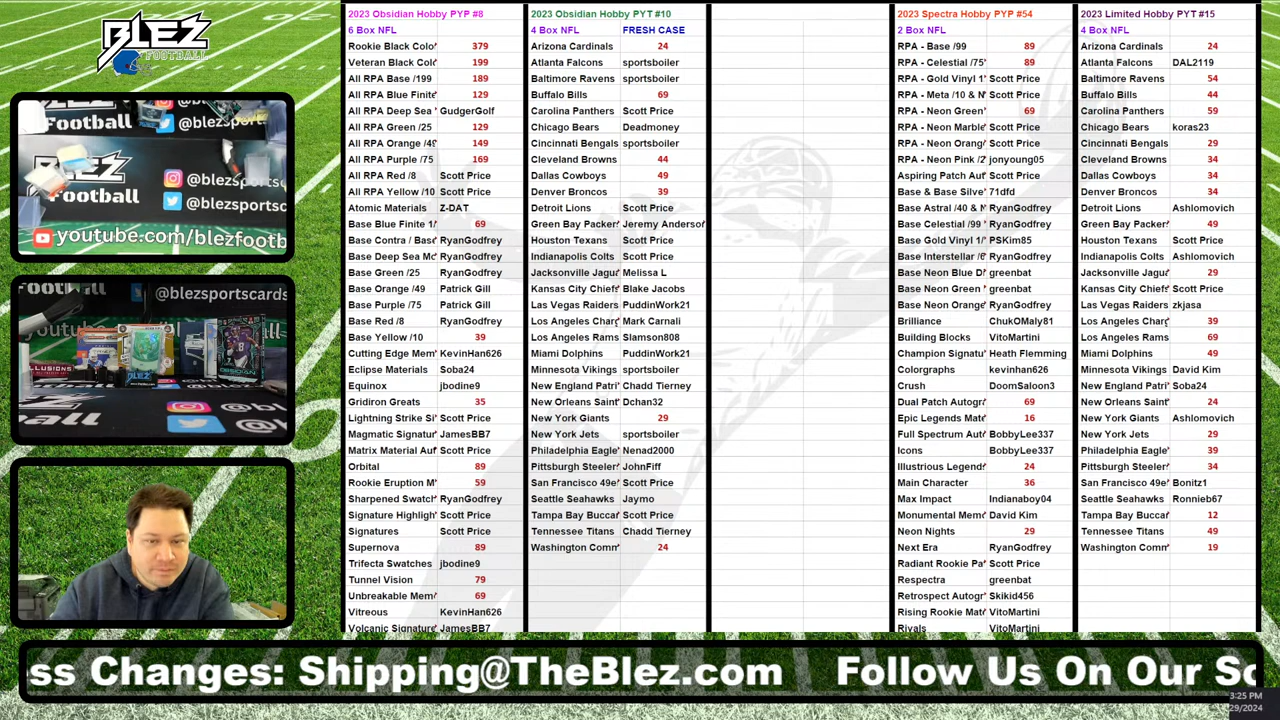 BLEZ
FOOTBALL
Football
@blezsports
BLEZ
Football
@blezsportsc
@blezsportsc
youtube.com/blezfootb
@blezsportscards
youtube
ILLUSIONS
2023 Obsidian Hobby PYP #8
6 Box NFL
Rookie Black Colo 379
Veteran Black Col 199
All RPA Base /199 189
All RPA Blue Finite 129
All RPA Deep Sea GudgerGolf
All RPA Green /25 129
All RPA Orange /49 149
All RPA Purple /75 169
All RPA Red /8 Scott Price
All RPA Yellow /10 Scott Price
Atomic Materials Z-DAT
Base Blue Finite 1/ 69
Base Contra / Base RyanGodfrey
Base Deep Sea Mo RyanGodfrey
Base Green /25 RyanGodfrey
Base Orange /49 Patrick Gill
Base Purple /75 Patrick Gill
Base Red /8 RyanGodfrey
Base Yellow /10 39
Cutting Edge Mem KevinHan626
Eclipse Materials Soba24
Equinox jbodine9
Gridiron Greats 35
Lightning Strike Si Scott Price
Magmatic Signatur JamesBB7
Matrix Material Aut Scott Price
Orbital 89
Rookie Eruption M 59
Sharpened Swatch RyanGodfrey
Signature Highligh Scott Price
Signatures Scott Price
Supernova 89
Trifecta Swatches jbodine9
Tunnel Vision 79
Unbreakable Mem 69
Vitreous KevinHan626
Volcanic Signature JamesBB7
2023 Obsidian Hobby PYT #10
4 Box NFL FRESH CASE
Arizona Cardinals 24
Atlanta Falcons sportsboiler
Baltimore Ravens sportsboiler
Buffalo Bills 69
Carolina Panthers Scott Price
Chicago Bears Deadmoney
Cincinnati Bengals sportsboiler
Cleveland Browns 44
Dallas Cowboys 49
Denver Broncos 39
Detroit Lions Scott Price
Green Bay Packer Jeremy Anderson
Houston Texans Scott Price
Indianapolis Colts Scott Price
Jacksonville Jagua Melissa L
Kansas City Chiefs Blake Jacobs
Las Vegas Raiders PuddinWork21
Los Angeles Charg Mark Carnali
Los Angeles Rams Slamson808
Miami Dolphins PuddinWork21
Minnesota Vikings sportsboiler
New England Patri Chadd Tierney
New Orleans Saint Dchan32
New York Giants 29
New York Jets sportsboiler
Philadelphia Eagle Nenad2000
Pittsburgh Steeler JohnFiff
San Francisco 49e Scott Price
Seattle Seahawks Jaymo
Tampa Bay Buccan Scott Price
Tennessee Titans Chadd Tierney
Washington Comm 24
2023 Spectra Hobby PYP #54
2 Box NFL
RPA - Base /99 89
RPA - Celestial /75 89
RPA - Gold Vinyl 1 Scott Price
RPA - Meta /10 & N Scott Price
RPA - Neon Green 69
RPA - Neon Marble Scott Price
RPA - Neon Orang Scott Price
RPA - Neon Pink /2 jonyoung05
Aspiring Patch Aut Scott Price
Base & Base Silve 71dfd
Base Astral /40 & N RyanGodfrey
Base Celestial /99 RyanGodfrey
Base Gold Vinyl 1/ PSKim85
Base Interstellar /6 RyanGodfrey
Base Neon Blue Di greenbat
Base Neon Green greenbat
Base Neon Orange RyanGodfrey
Brilliance ChukOMaly81
Building Blocks VitoMartini
Champion Signatu Heath Flemming
Colorgraphs kevinhan626
Crush DoomSaloon3
Dual Patch Autogr 69
Epic Legends Mat 16
Full Spectrum Aut BobbyLee337
Icons BobbyLee337
Illustrious Legend 24
Main Character 36
Max Impact Indianaboy04
Monumental Mem David Kim
Neon Nights 29
Next Era RyanGodfrey
Radiant Rookie Pa Scott Price
Respectra greenbat
Retrospect Autogr Skikid456
Rising Rookie Mat VitoMartini
Rivals VitoMartini
2023 Limited Hobby PYT #15
4 Box NFL
Arizona Cardinals 24
Atlanta Falcons DAL2119
Baltimore Ravens 54
Buffalo Bills 44
Carolina Panthers 59
Chicago Bears koras23
Cincinnati Bengals 29
Cleveland Browns 34
Dallas Cowboys 34
Denver Broncos 34
Detroit Lions Ashlomovich
Green Bay Packer 49
Houston Texans Scott Price
Indianapolis Colts Ashlomovich
Jacksonville Jagua 29
Kansas City Chiefs Scott Price
Las Vegas Raiders zkjasa
Los Angeles Charg 39
Los Angeles Rams 69
Miami Dolphins 49
Minnesota Vikings David Kim
New England Patri Soba24
New Orleans Saint 24
New York Giants Ashlomovich
New York Jets 29
Philadelphia Eagle 39
Pittsburgh Steeler 34
San Francisco 49e Bonitz1
Seattle Seahawks Ronnieb67
Tampa Bay Buccan 12
Tennessee Titans 49
Washington Comm 19
ss Changes: Shipping@TheBlez.com Follow Us On Our So
3:25 PM
29/2024